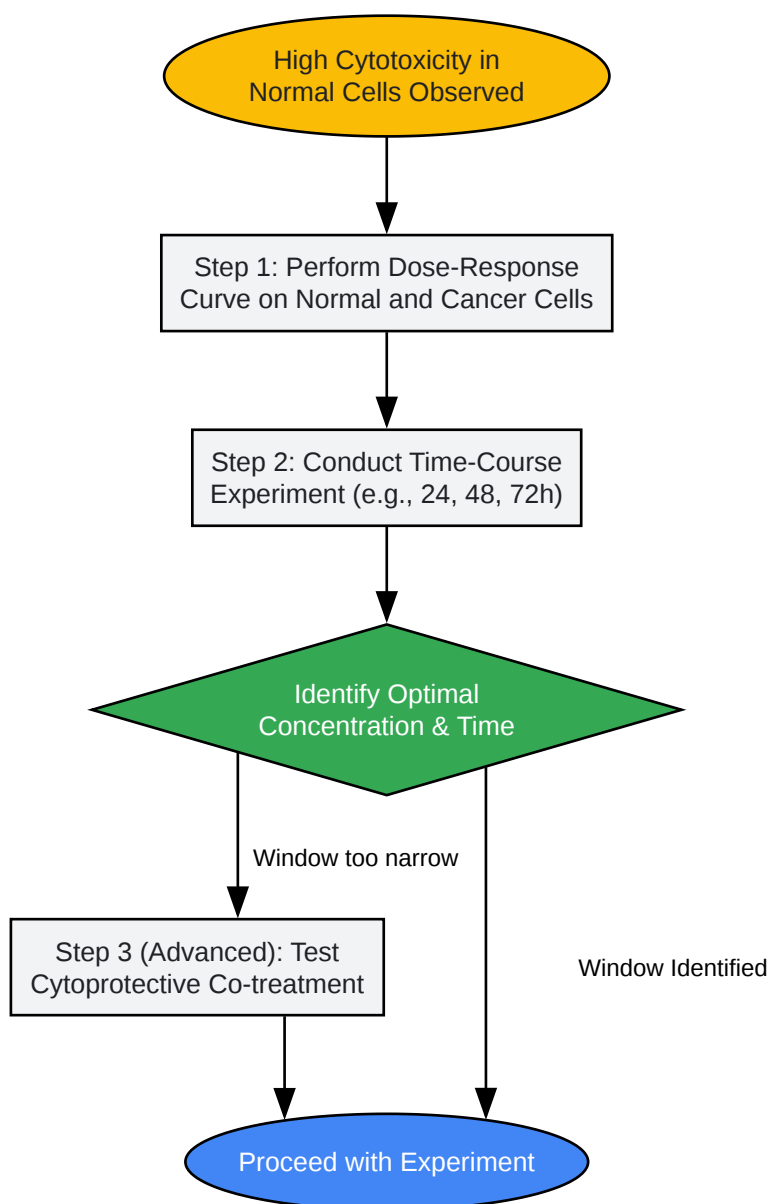 High Cytotoxicity in
Normal Cells Observed
Step 1: Perform Dose-Response
Curve on Normal and Cancer Cells
Step 2: Conduct Time-Course
Experiment (e.g., 24, 48, 72h)
Identify Optimal
Concentration & Time
Window too narrow
Step 3 (Advanced): Test
Cytoprotective Co-treatment
Window Identified
Proceed with Experiment